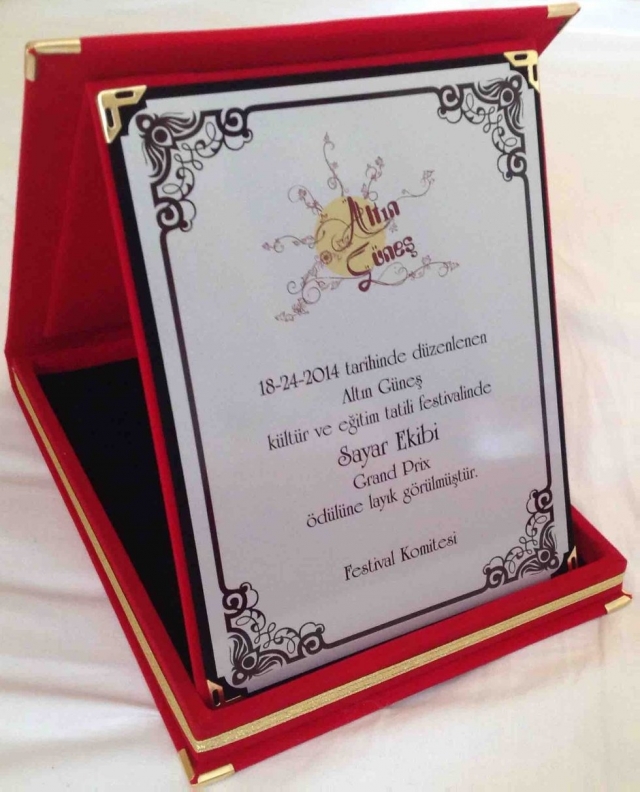 Altın
Güneş
18-24-2014 tarihinde düzenlenen
Altın Güneş
kültür ve eğitim tatili festivalinde
Sayar Ekibi
Grand Prix
ödülüne layık görülmüştür.
Festival Komitesi